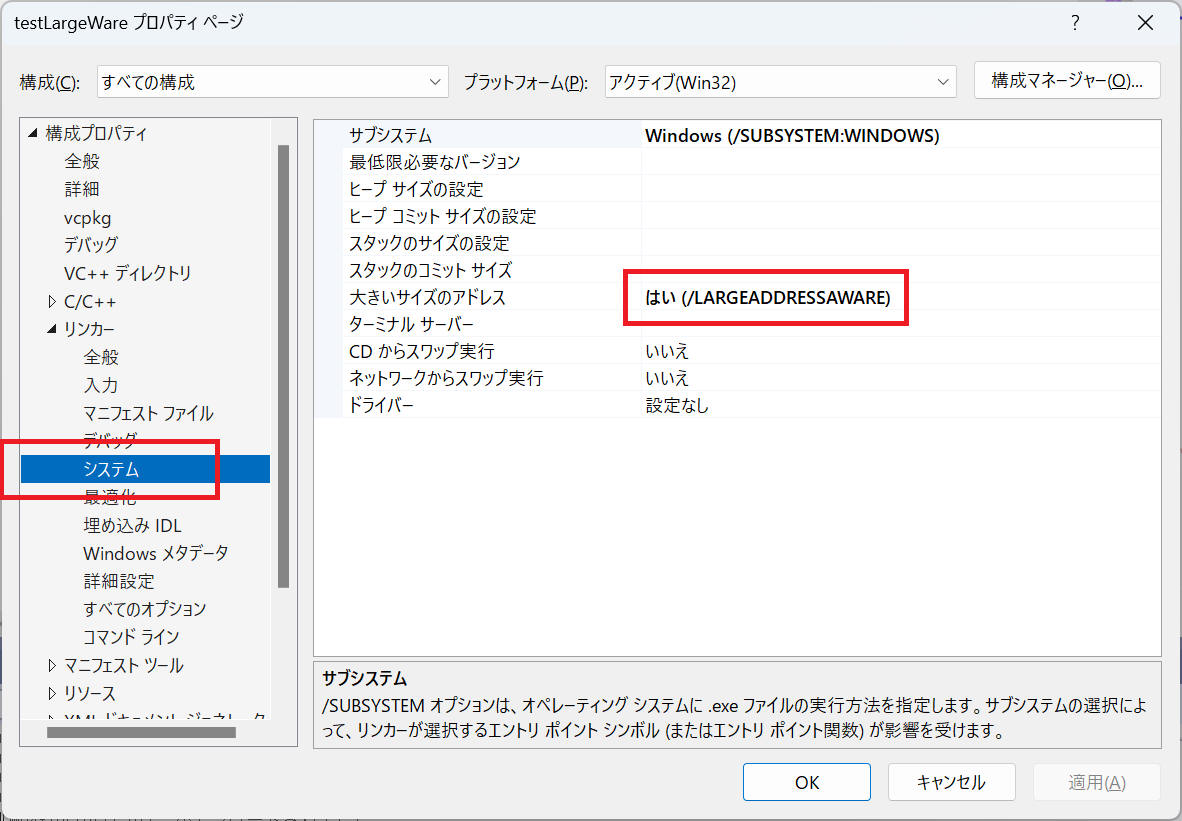 testLargeWare プロパティ ページ
?
構成(C):
すべての構成
プラットフォーム(P):
アクティブ(Win32)
構成マネージャー(O)...
構成プロパティ
全般
詳細
vcpkg
デバッグ
VC++ ディレクトリ
C/C++
リンカー
全般
入力
マニフェスト ファイル
デバッグ
システム
最適化
埋め込み IDL
Windows メタデータ
詳細設定
すべてのオプション
コマンド ライン
マニフェスト ツール
リソース
XML ドキュメント ジェネレータ
サブシステム Windows (/SUBSYSTEM:WINDOWS)
最低限必要なバージョン
ヒープ サイズの設定
ヒープ コミット サイズの設定
スタックのサイズの設定
スタックのコミット サイズ
大きいサイズのアドレス はい (/LARGEADDRESSAWARE)
ターミナル サーバー
CD からスワップ実行 いいえ
ネットワークからスワップ実行 いいえ
ドライバー 設定なし
サブシステム
/SUBSYSTEM オプションは、オペレーティング システムに .exe ファイルの実行方法を指定します。サブシステムの選択によ
って、リンカーが選択するエントリ ポイント シンボル (またはエントリ ポイント関数) が影響を受けます。
OK
キャンセル
適用(A)